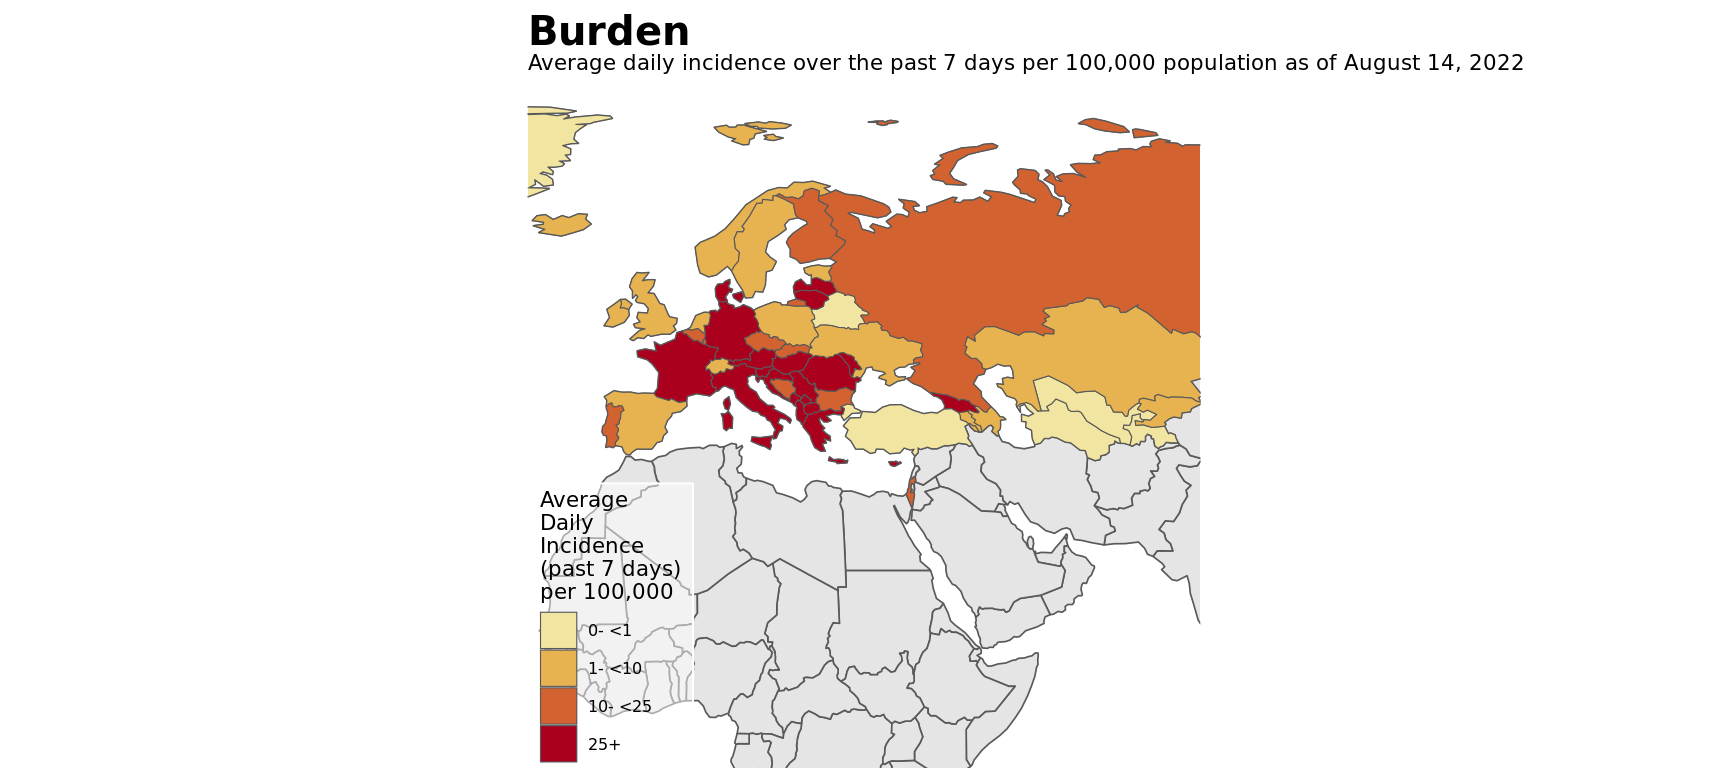 Burden
Average daily incidence over the past 7 days per 100,000 population as of August 14, 2022
Average
Daily
Incidence
(past 7 days)
per 100,000
0- <1
1- <10
10- <25
25+